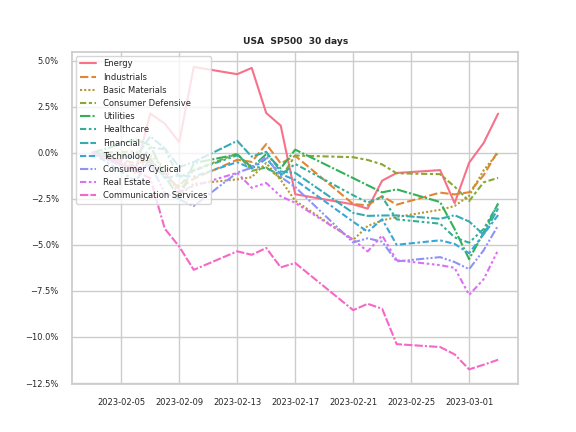 USA SP500 30 days
5.0%
2.5%
0.0%
−2.5%
−5.0%
−7.5%
−10.0%
−12.5%
Energy
Industrials
Basic Materials
Consumer Defensive
Utilities
Healthcare
Financial
Technology
Consumer Cyclical
Real Estate
Communication Services
2023-02-05 2023-02-09 2023-02-13 2023-02-17 2023-02-21 2023-02-25 2023-03-01